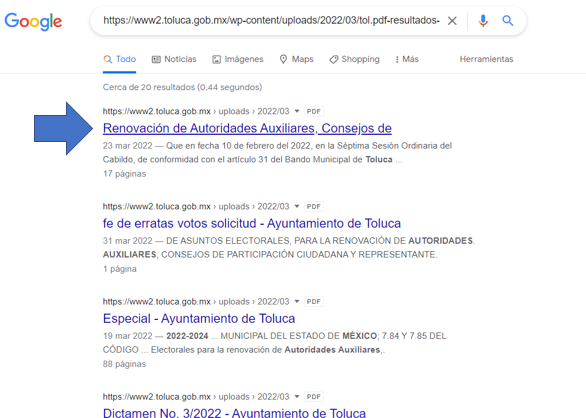 Google
https://www2.toluca.gob.mx/wp-content/uploads/2022/03/tol.pdf-resultados-
Todo Noticias Imágenes Maps Shopping Más Herramientas
Cerca de 20 resultados (0.44 segundos)
https://www2.toluca.gob.mx › uploads › 2022/03 PDF
Renovación de Autoridades Auxiliares, Consejos de
23 mar 2022 — Que en fecha 10 de febrero del 2022, en la Séptima Sesión Ordinaria del
Cabildo, de conformidad con el artículo 31 del Bando Municipal de Toluca ...
17 páginas
https://www2.toluca.gob.mx › uploads › 2022/03 PDF
fe de erratas votos solicitud - Ayuntamiento de Toluca
31 mar 2022 — DE ASUNTOS ELECTORALES, PARA LA RENOVACIÓN DE AUTORIDADES.
AUXILIARES, CONSEJOS DE PARTICIPACIÓN CIUDADANA Y REPRESENTANTE.
1 página
https://www2.toluca.gob.mx › uploads › 2022/03 PDF
Especial - Ayuntamiento de Toluca
19 mar 2022 — 2022-2024 ... MUNICIPAL DEL ESTADO DE MÉXICO; 7.84 Y 7.85 DEL
CÓDIGO ... Electorales para la renovación de Autoridades Auxiliares,.
88 páginas
https://www2.toluca.gob.mx › uploads › 2022/03 PDF
Dictamen No. 3/2022 - Ayuntamiento de Toluca